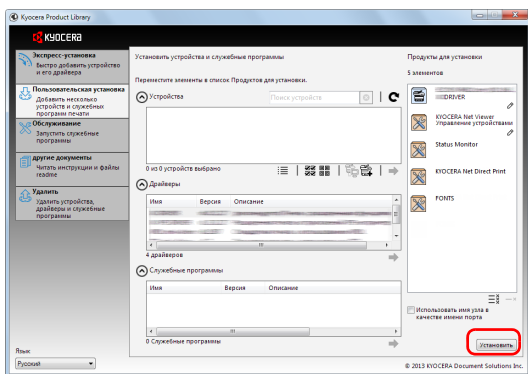 Kyocera Product Library
KYOCERA
Экспресс-установка
Быстро добавить устройство
и его драйвера
Пользовательская установка
Добавить несколько
устройств и служебных
программ печати
Обслуживание
Запустить служебные
программы
другие документы
Читать инструкции и файлы
readme
Удалить
Удалить устройства,
драйверы и служебные
программы
Язык
Русский
Установить устройства и служебные программы
Переместите элементы в список Продуктов для установки.
Устройства
Поиск устройств
0 из 0 устройств выбрано
Драйверы
Имя Версия Описание
4 драйверов
Служебные программы
Имя Версия Описание
0 Служебные программы
Продукты для установки
5 элементов
DRIVER
KYOCERA Net Viewer
Управление устройствами
Status Monitor
KYOCERA Net Direct Print
FONTS
Использовать имя узла в
качестве имени порта
Установить
© 2013 KYOCERA Document Solutions Inc.